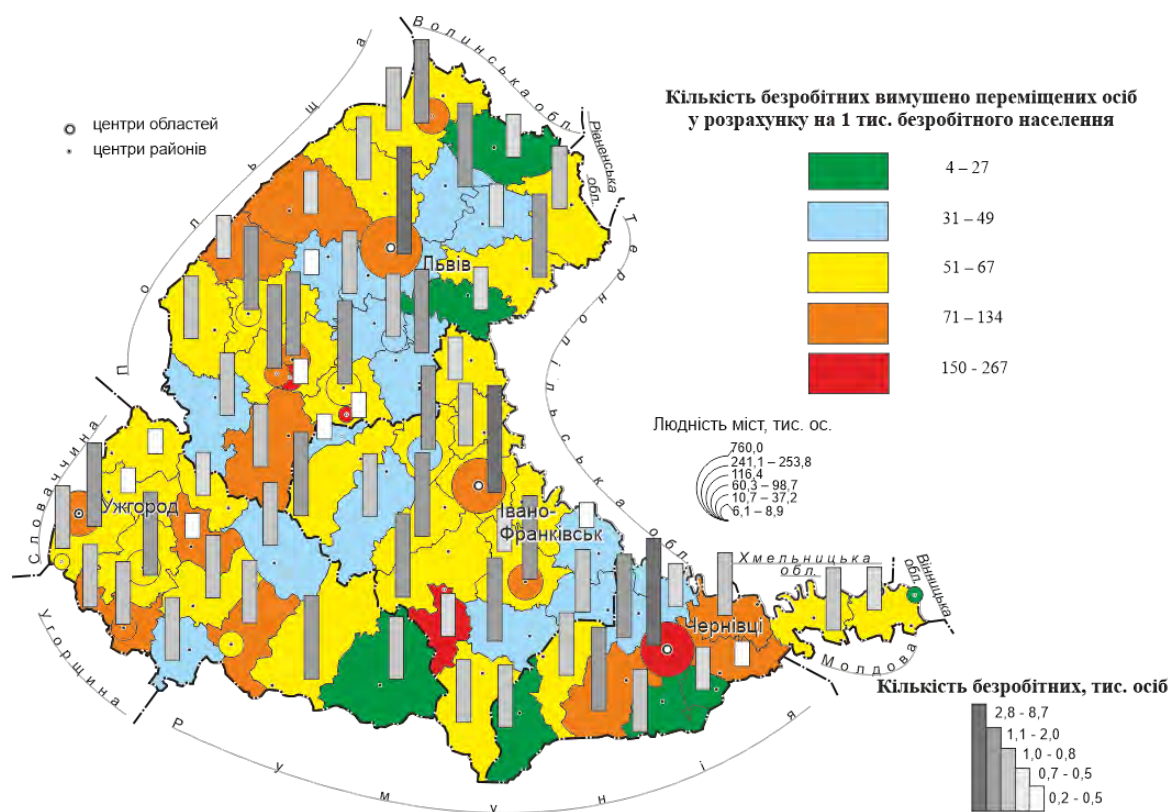 Волинська обл.
Рівненська
обл.
Польща
центри областей
центри районів
Кількість безробітних вимушено переміщених осіб
у розрахунку на 1 тис. безробітного населення
4 – 27
31 – 49
51 – 67
71 – 134
150 - 267
Львів
Тернопільська обл.
Людність міст, тис. ос.
760,0
241,1 – 253,8
116,4
60,3 – 98,7
10,7 – 37,2
6,1 – 8,9
Словаччина
Ужгород
Івано-
Франківськ
Хмельницька
обл.
Вінницька
обл.
Чернівці
Молдова
Угорщина
Румунія
Кількість безробітних, тис. осіб
2,8 - 8,7
1,1 - 2,0
1,0 - 0,8
0,7 - 0,5
0,2 - 0,5